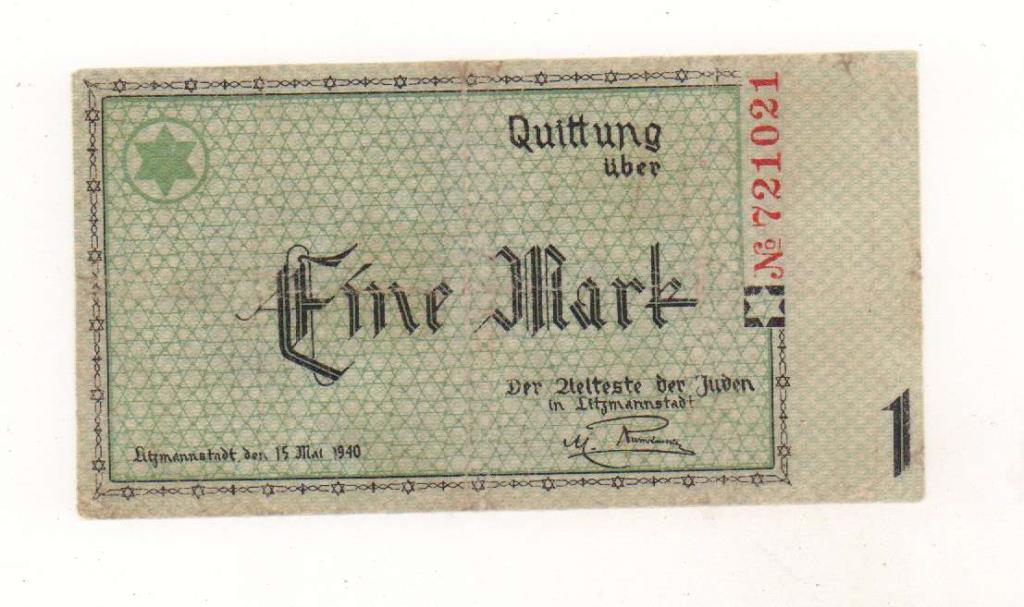 Quittung
über
Eine Mark
Der Aelteste der Juden
in Litzmannstadt
Litzmannstadt, den 15 Mai 1940
№ 721021
1